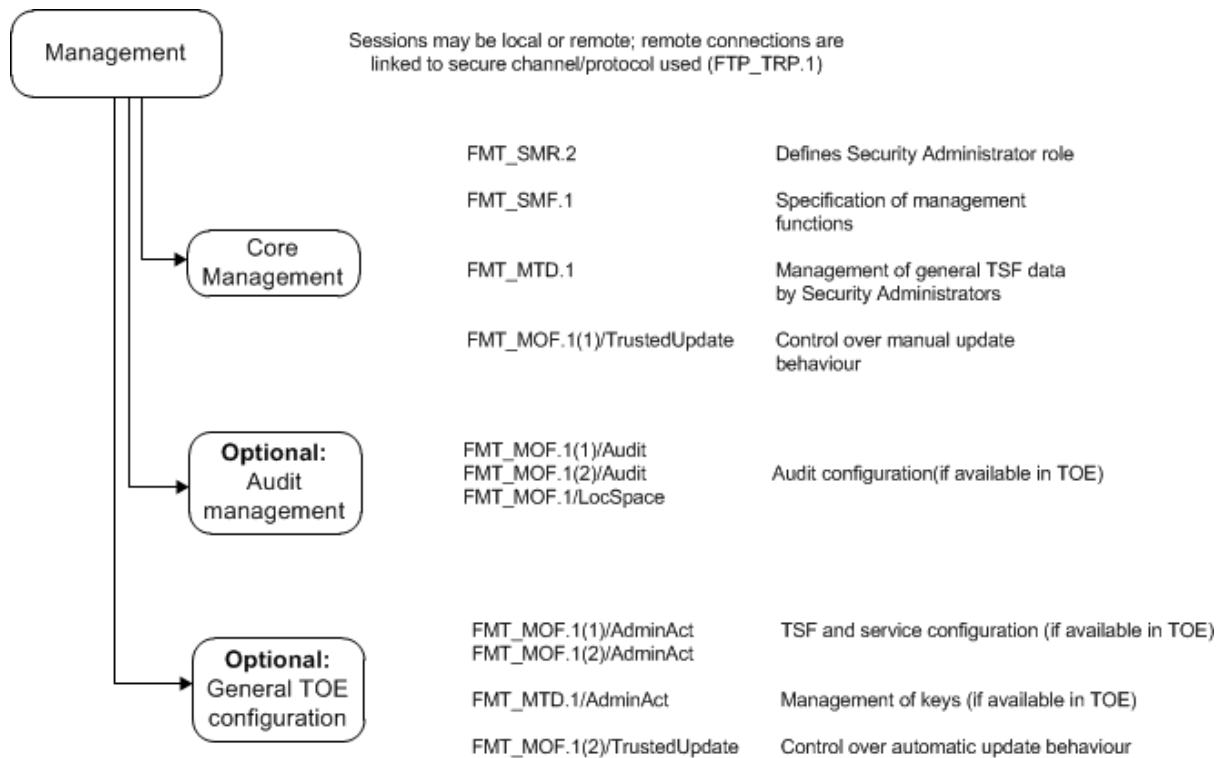 Management
Sessions may be local or remote; remote connections are
linked to secure channel/protocol used (FTP_TRP.1)
FMT_SMR.2 Defines Security Administrator role
FMT_SMF.1 Specification of management
functions
Core
Management
FMT_MTD.1 Management of general TSF data
by Security Administrators
FMT_MOF.1(1)/TrustedUpdate Control over manual update
behaviour
Optional:
Audit
management
FMT_MOF.1(1)/Audit
FMT_MOF.1(2)/Audit Audit configuration(if available in TOE)
FMT_MOF.1/LocSpace
Optional:
General TOE
configuration
FMT_MOF.1(1)/AdminAct TSF and service configuration (if available in TOE)
FMT_MOF.1(2)/AdminAct
FMT_MTD.1/AdminAct Management of keys (if available in TOE)
FMT_MOF.1(2)/TrustedUpdate Control over automatic update behaviour